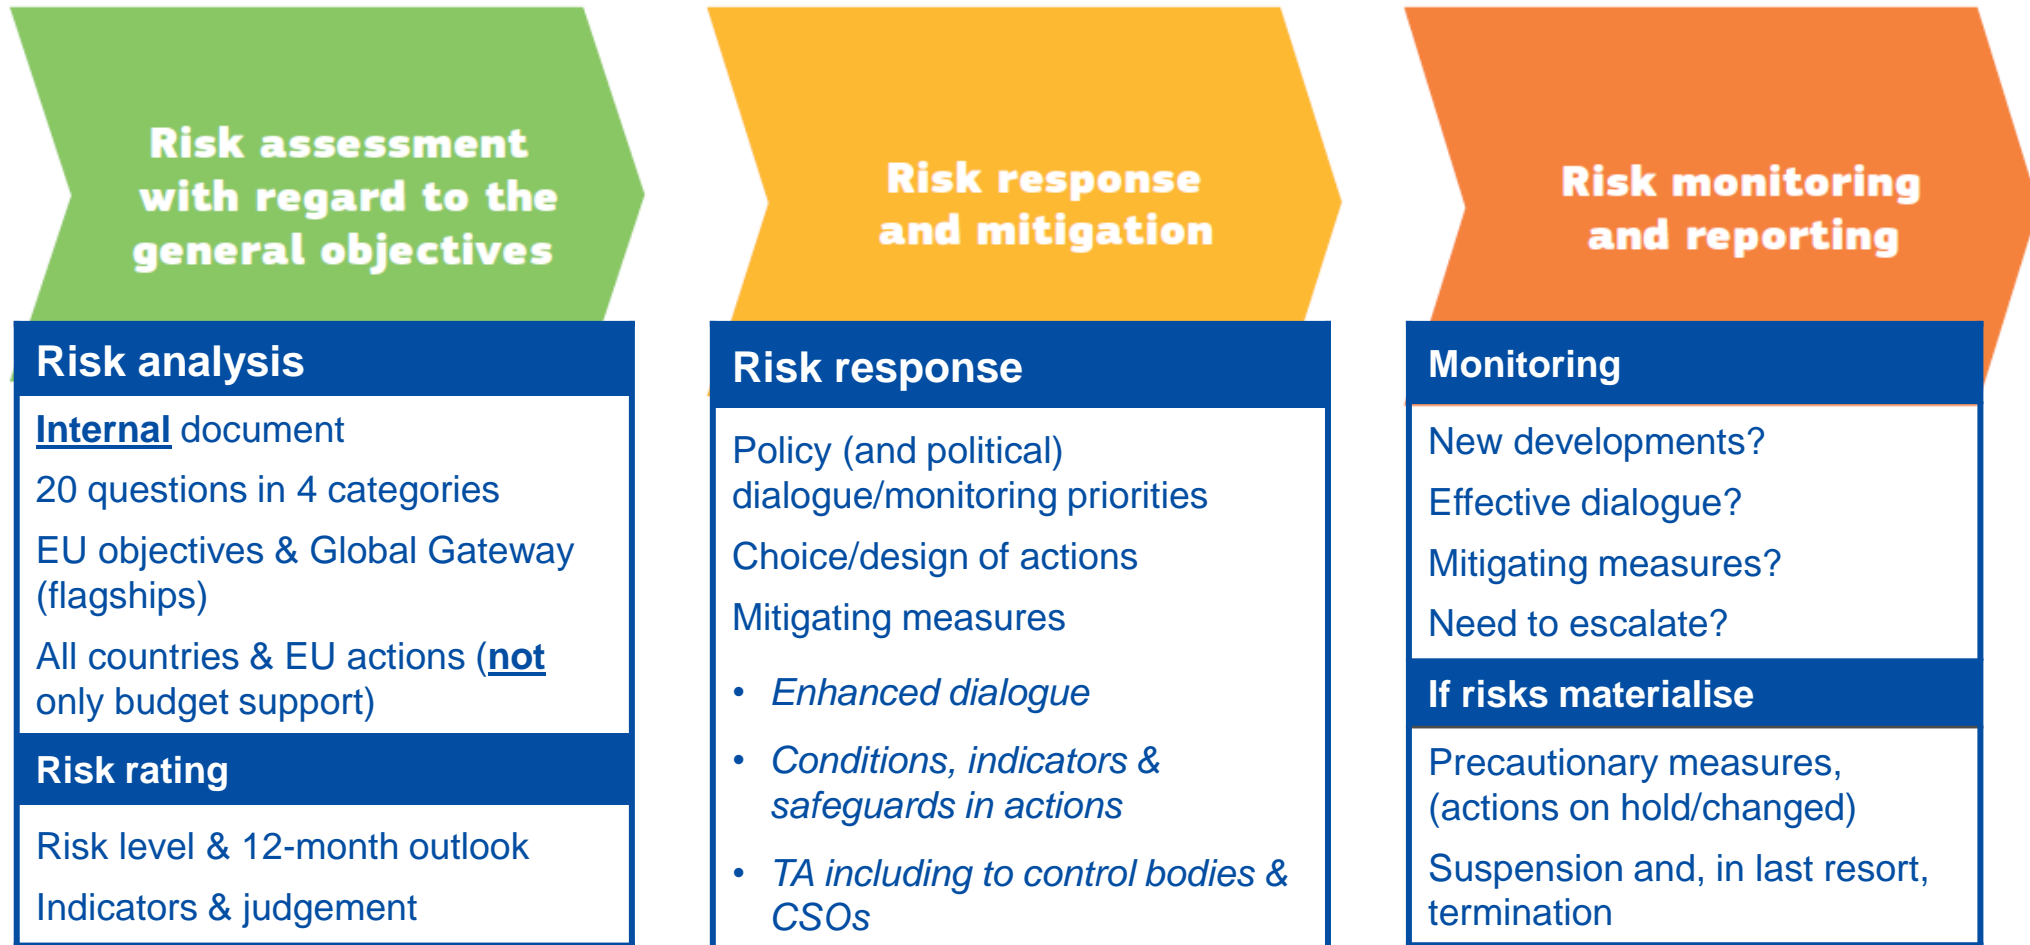 Risk assessment
with regard to the
general objectives
Risk analysis
Internal document
20 questions in 4 categories
EU objectives & Global Gateway
(flagships)
All countries & EU actions (not
only budget support)
Risk rating
Risk level & 12-month outlook
Indicators & judgement
Risk response
and mitigation
Risk response
Policy (and political)
dialogue/monitoring priorities
Choice/design of actions
Mitigating measures
• Enhanced dialogue
• Conditions, indicators &
safeguards in actions
• TA including to control bodies &
CSOs
Risk monitoring
and reporting
Monitoring
New developments?
Effective dialogue?
Mitigating measures?
Need to escalate?
If risks materialise
Precautionary measures,
(actions on hold/changed)
Suspension and, in last resort,
termination